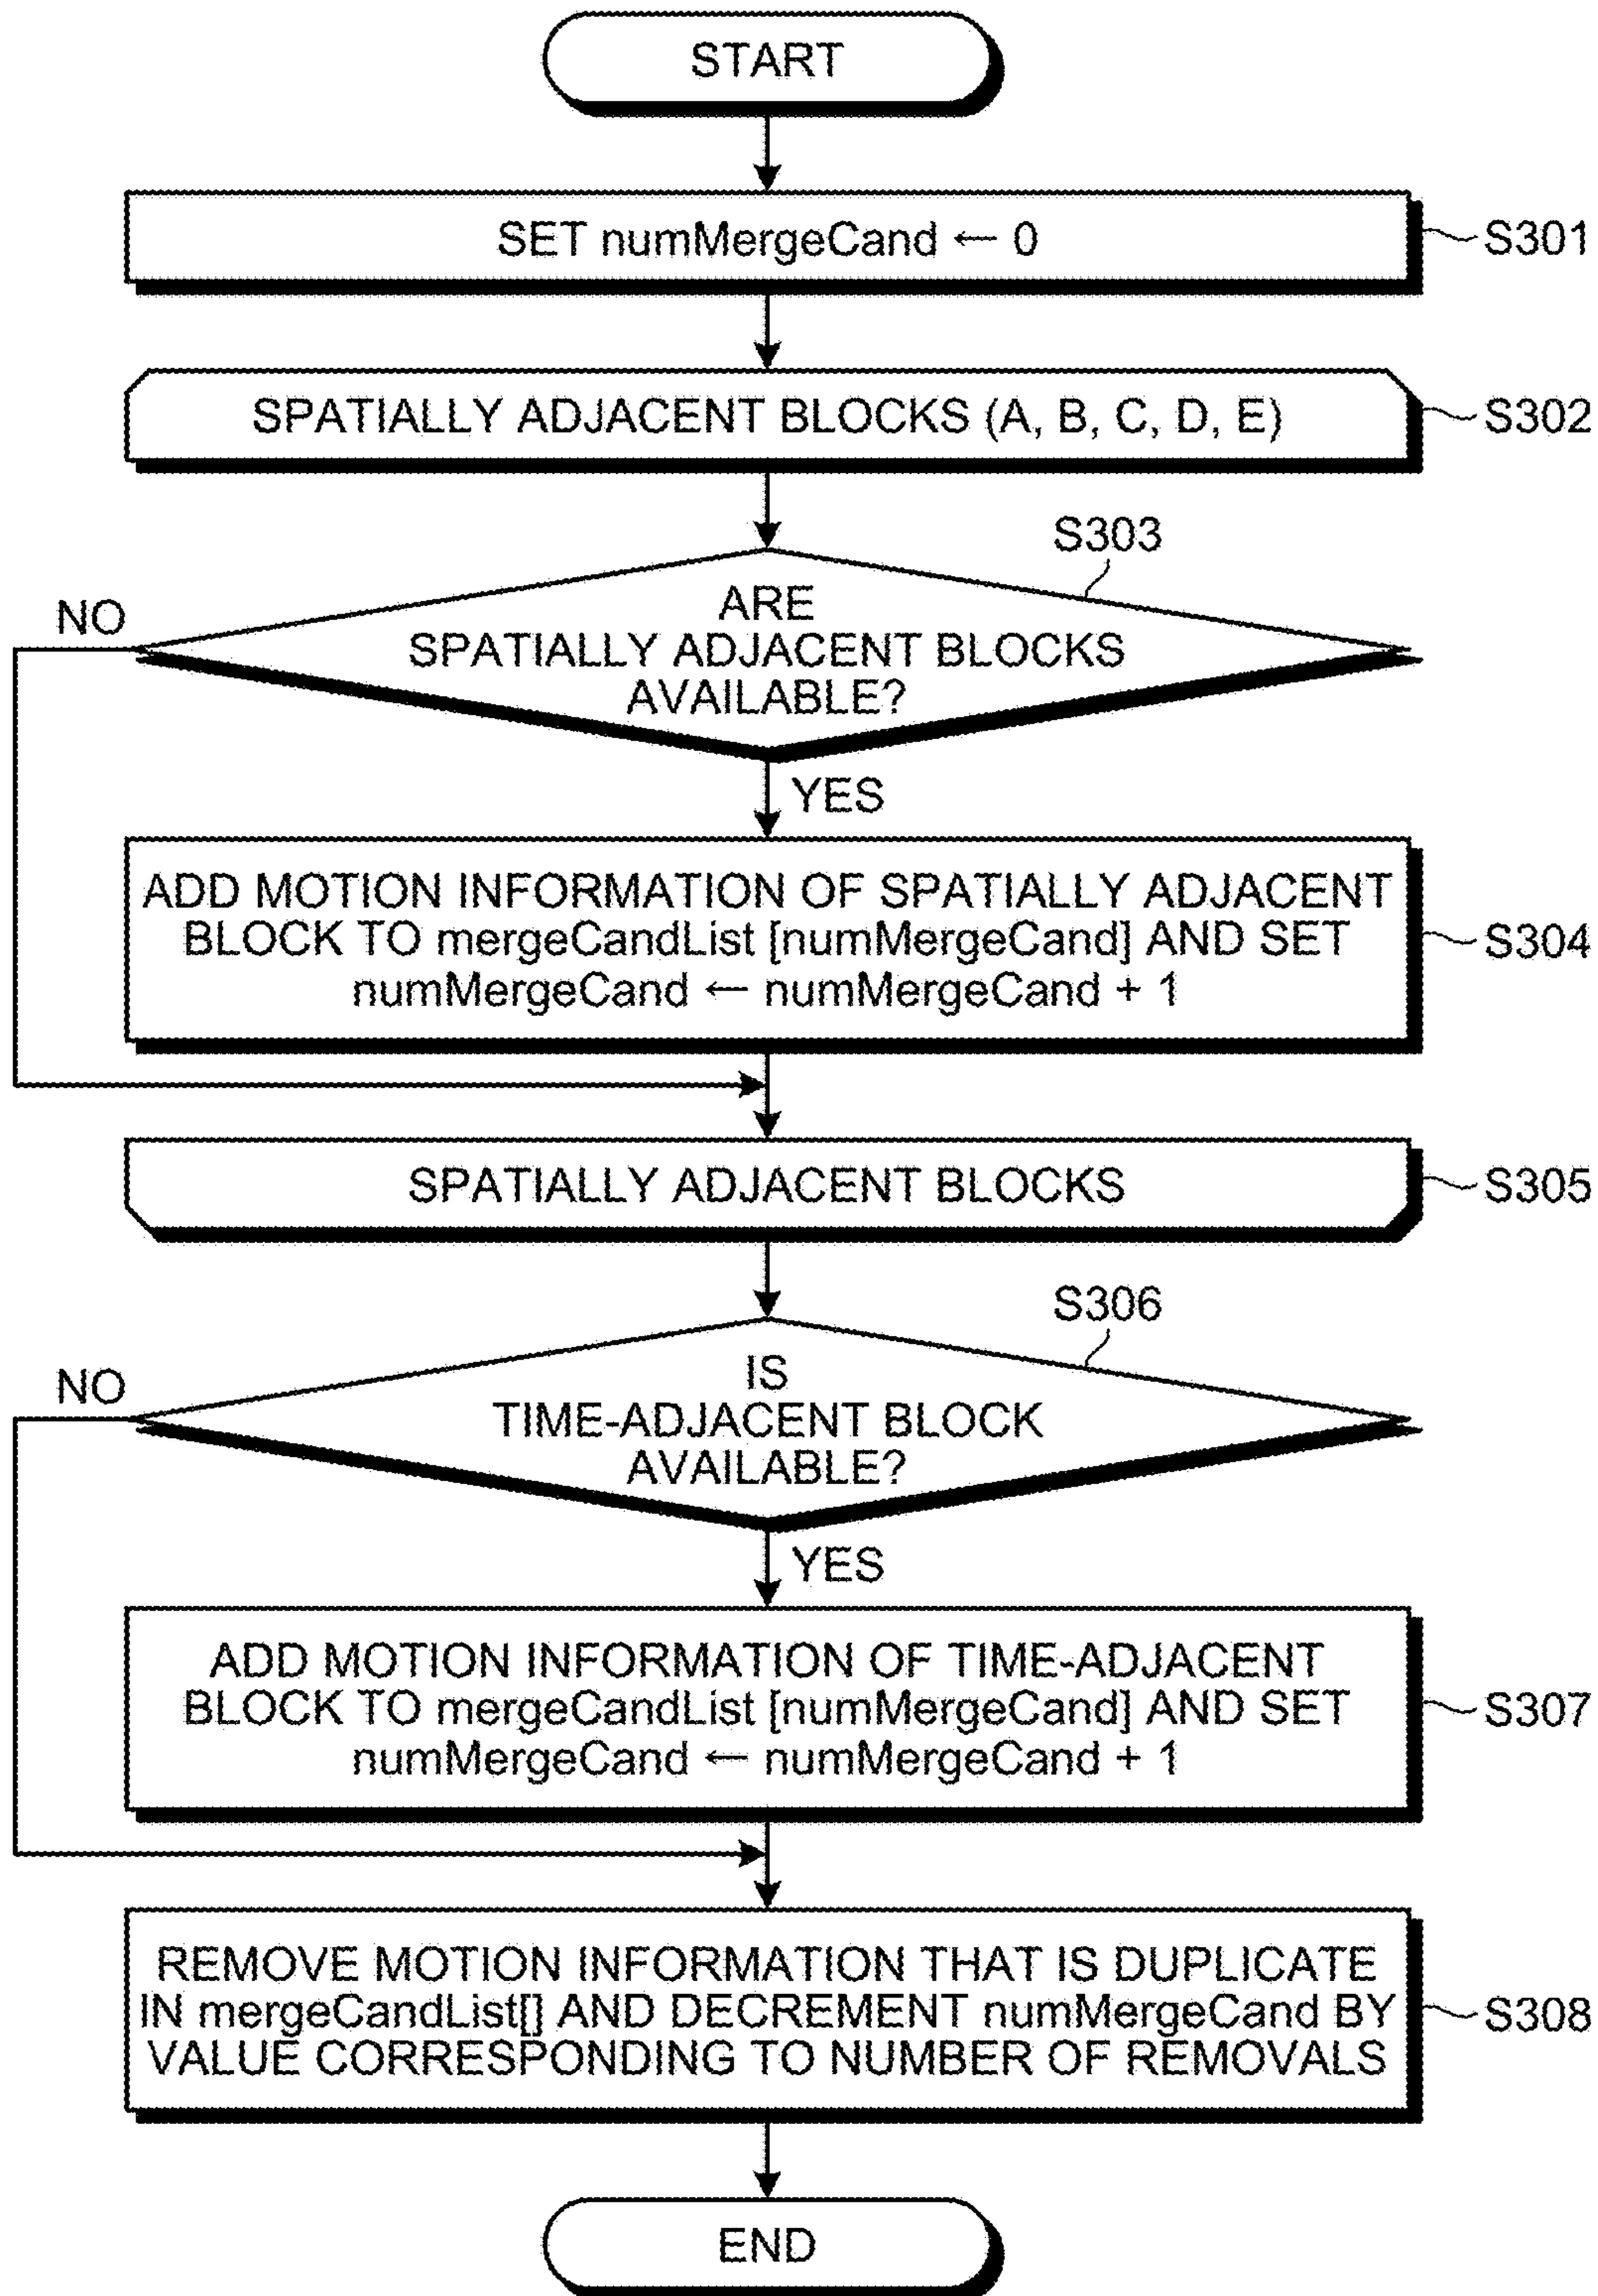 START
SET numMergeCand ← 0
S301
SPATIALLY ADJACENT BLOCKS (A, B, C, D, E)
S302
S303
NO
ARE
SPATIALLY ADJACENT BLOCKS
AVAILABLE?
YES
ADD MOTION INFORMATION OF SPATIALLY ADJACENT
BLOCK TO mergeCandList [numMergeCand] AND SET
numMergeCand ← numMergeCand + 1
S304
SPATIALLY ADJACENT BLOCKS
S305
S306
NO
IS
TIME-ADJACENT BLOCK
AVAILABLE?
YES
ADD MOTION INFORMATION OF TIME-ADJACENT
BLOCK TO mergeCandList [numMergeCand] AND SET
numMergeCand ← numMergeCand + 1
S307
REMOVE MOTION INFORMATION THAT IS DUPLICATE
IN mergeCandList[] AND DECREMENT numMergeCand BY
VALUE CORRESPONDING TO NUMBER OF REMOVALS
S308
END